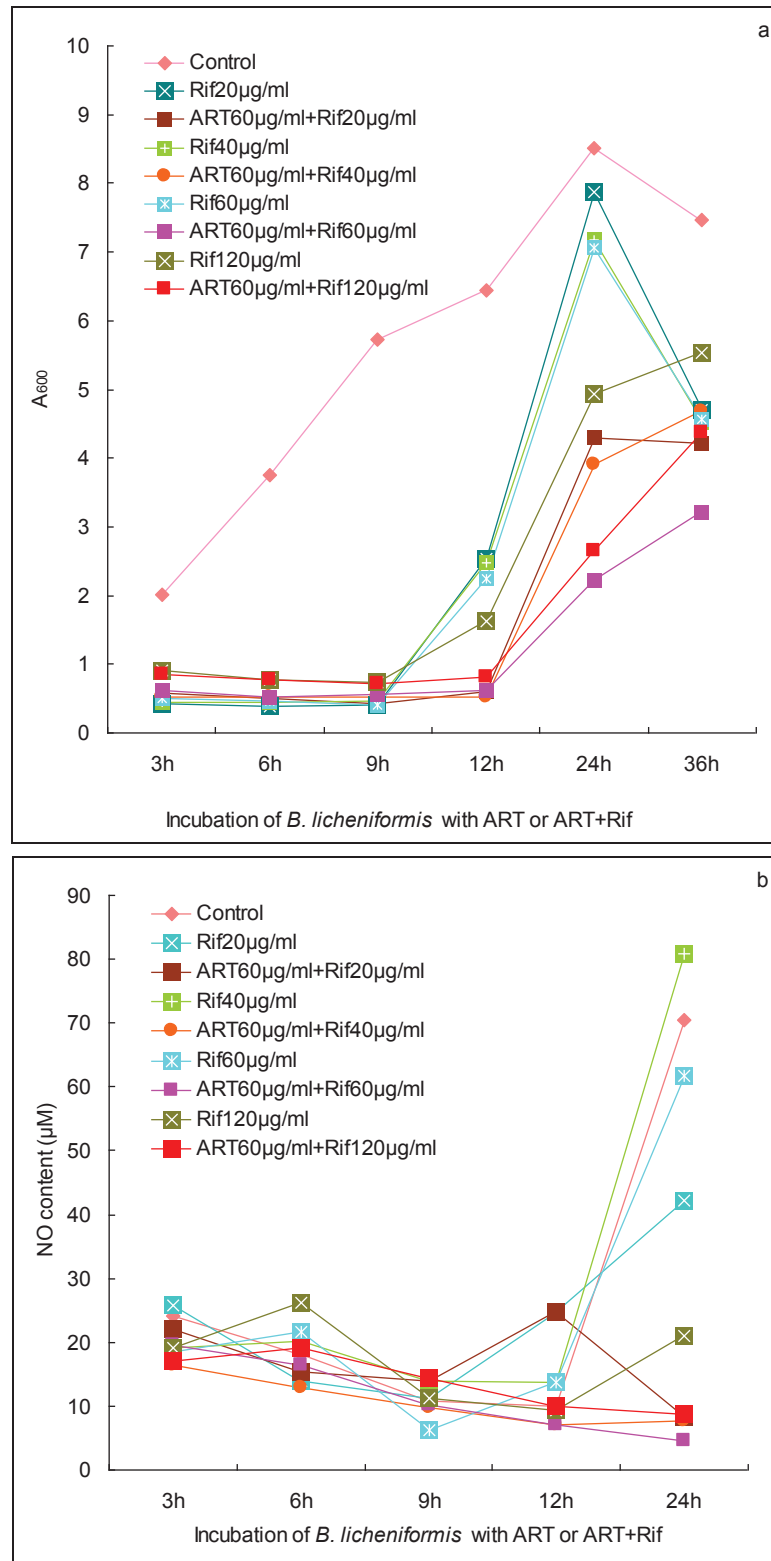 a
10
9
8
7
6
5
4
3
2
1
0
A600
Control
Rif20µg/ml
ART60µg/ml+Rif20µg/ml
Rif40µg/ml
ART60µg/ml+Rif40µg/ml
Rif60µg/ml
ART60µg/ml+Rif60µg/ml
Rif120µg/ml
ART60µg/ml+Rif120µg/ml
3h 6h 9h 12h 24h 36h
Incubation of B. licheniformis with ART or ART+Rif
b
90
80
70
60
50
40
30
20
10
0
NO content (µM)
Control
Rif20µg/ml
ART60µg/ml+Rif20µg/ml
Rif40µg/ml
ART60µg/ml+Rif40µg/ml
Rif60µg/ml
ART60µg/ml+Rif60µg/ml
Rif120µg/ml
ART60µg/ml+Rif120µg/ml
3h 6h 9h 12h 24h
Incubation of B. licheniformis with ART or ART+Rif